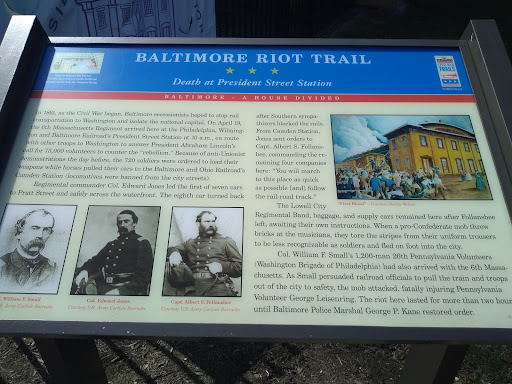 BALTIMORE RIOT TRAIL
Death at President Street Station
BALTIMORE - A HOUSE DIVIDED
In 1861, as the Civil War began, Baltimore secessionists hoped to stop rail
transportation to Washington and isolate the national capital. On April 19,
the 6th Massachusetts Regiment arrived here at the Philadelphia, Wilming-
ton and Baltimore Railroad's President Street Station at 10 a.m., en route
with other troops to Washington to answer President Abraham Lincoln's
call for 75,000 volunteers to counter the "rebellion." Because of anti-Unionist
demonstrations the day before, the 720 soldiers were ordered to load their
weapons while horses pulled their cars to the Baltimore and Ohio Railroad's
Camden Station (locomotives were banned from the city streets).
Regimental commander Col. Edward Jones led the first of seven cars
to Pratt Street and safely across the waterfront. The eighth car turned back
after Southern sympa-
thizers blocked the rails.
From Camden Station,
Jones sent orders to
Capt. Albert S. Follans-
bee, commanding the re-
maining four companies
here: "You will march
to this place as quick
as possible [and] follow
the rail-road track."
The Lowell City
Regimental Band, baggage, and supply cars remained here after Follansbee
left, awaiting their own instructions. When a pro-Confederate mob threw
bricks at the musicians, they tore the stripes from their uniform trousers
to be less recognizable as soldiers and fled on foot into the city.
Col. William F. Small's 1,200-man 26th Pennsylvania Volunteers
(Washington Brigade of Philadelphia) had also arrived with the 6th Massa-
chusetts. As Small persuaded railroad officials to pull the train and troops
out of the city to safety, the mob attacked, fatally injuring Pennsylvania
Volunteer George Leisenring. The riot here lasted for more than two hours
until Baltimore Police Marshal George P. Kane restored order.
"First Blood"
William F. Small
U.S. Army Carlisle Barracks
Col. Edward Jones
Courtesy U.S. Army Carlisle Barracks
Capt. Albert S. Follansbee
Courtesy U.S. Army Carlisle Barracks